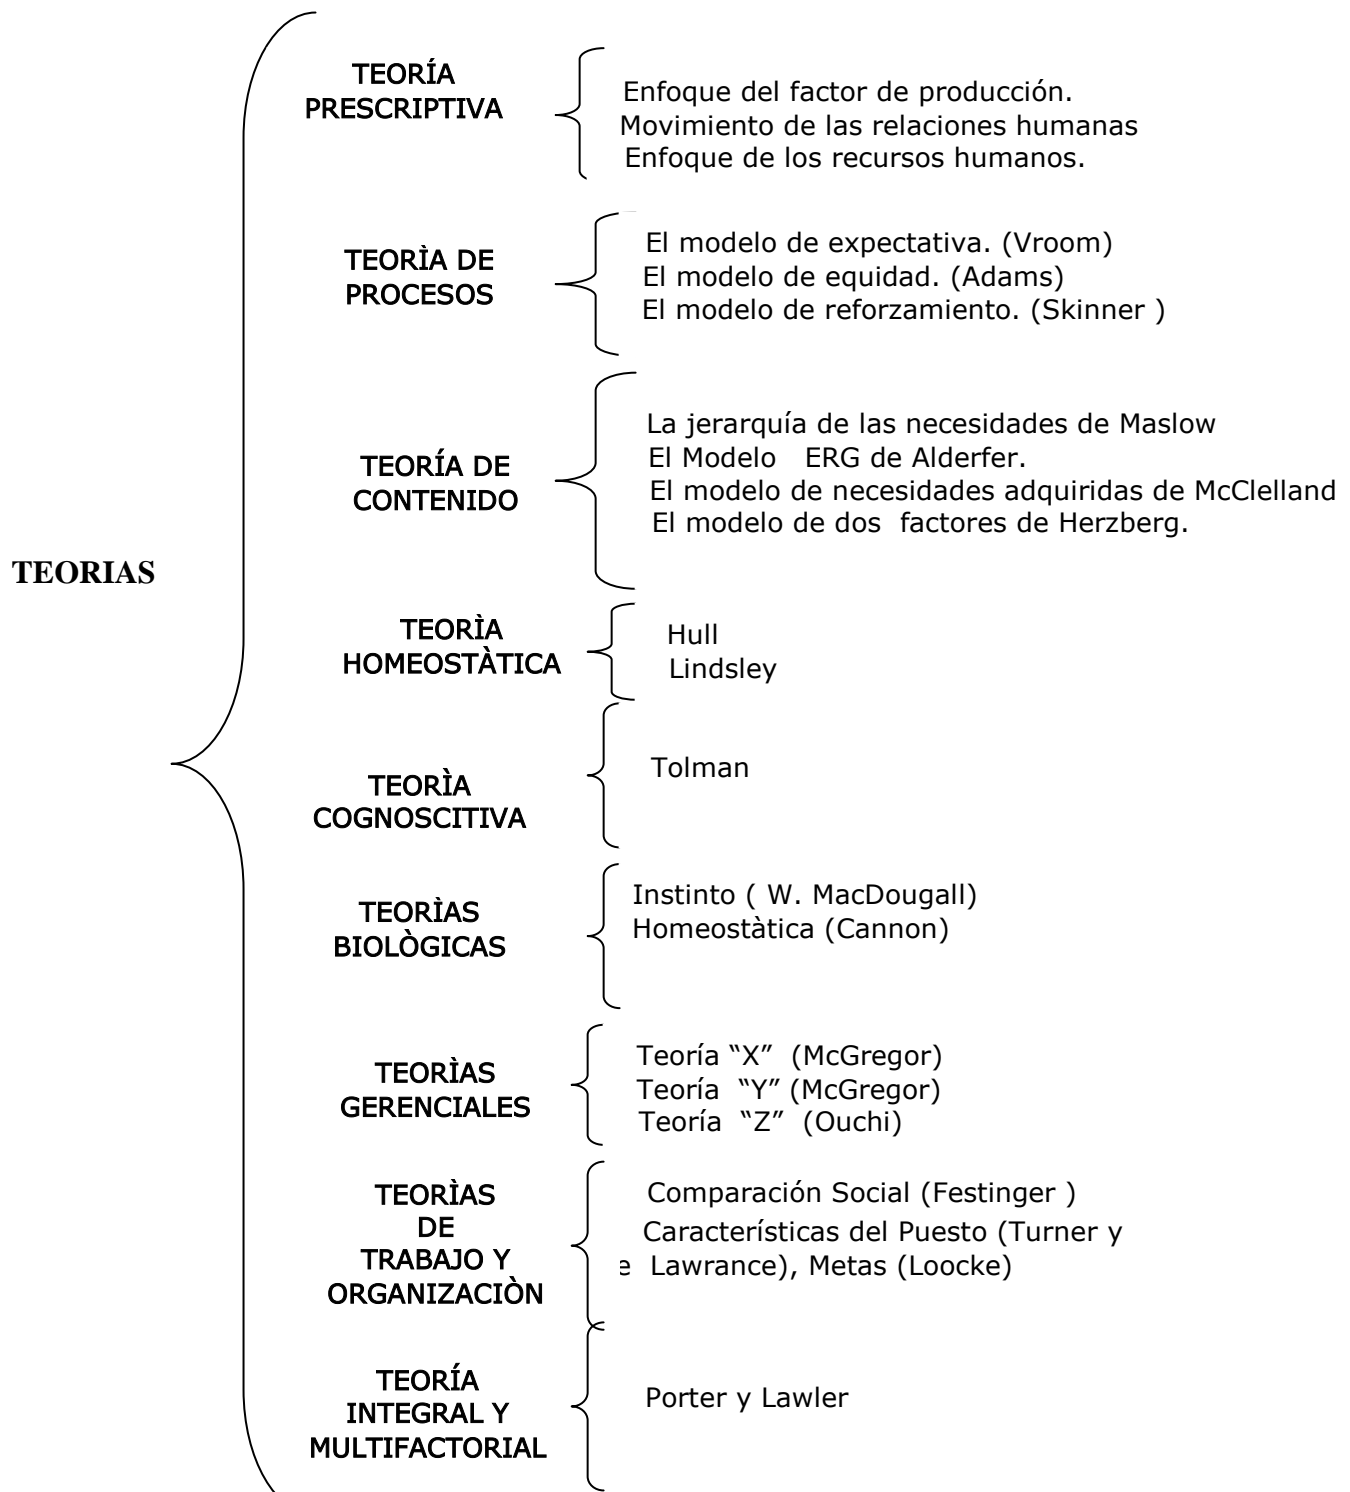 TEORIAS
TEORÍA
PRESCRIPTIVA
Enfoque del factor de producción.
Movimiento de las relaciones humanas
Enfoque de los recursos humanos.
TEORÌA DE
PROCESOS
El modelo de expectativa. (Vroom)
El modelo de equidad. (Adams)
El modelo de reforzamiento. (Skinner )
TEORÍA DE
CONTENIDO
La jerarquía de las necesidades de Maslow
El Modelo ERG de Alderfer.
El modelo de necesidades adquiridas de McClelland
El modelo de dos factores de Herzberg.
TEORÌA
HOMEOSTÀTICA
Hull
Lindsley
TEORÌA
COGNOSCITIVA
Tolman
TEORÌAS
BIOLÒGICAS
Instinto ( W. MacDougall)
Homeostàtica (Cannon)
TEORÌAS
GERENCIALES
Teoría “X” (McGregor)
Teoría “Y” (McGregor)
Teoría “Z” (Ouchi)
TEORÌAS
DE
TRABAJO Y
ORGANIZACIÒN
Comparación Social (Festinger )
Características del Puesto (Turner y
e Lawrance), Metas (Loocke)
TEORÍA
INTEGRAL Y
MULTIFACTORIAL
Porter y Lawler